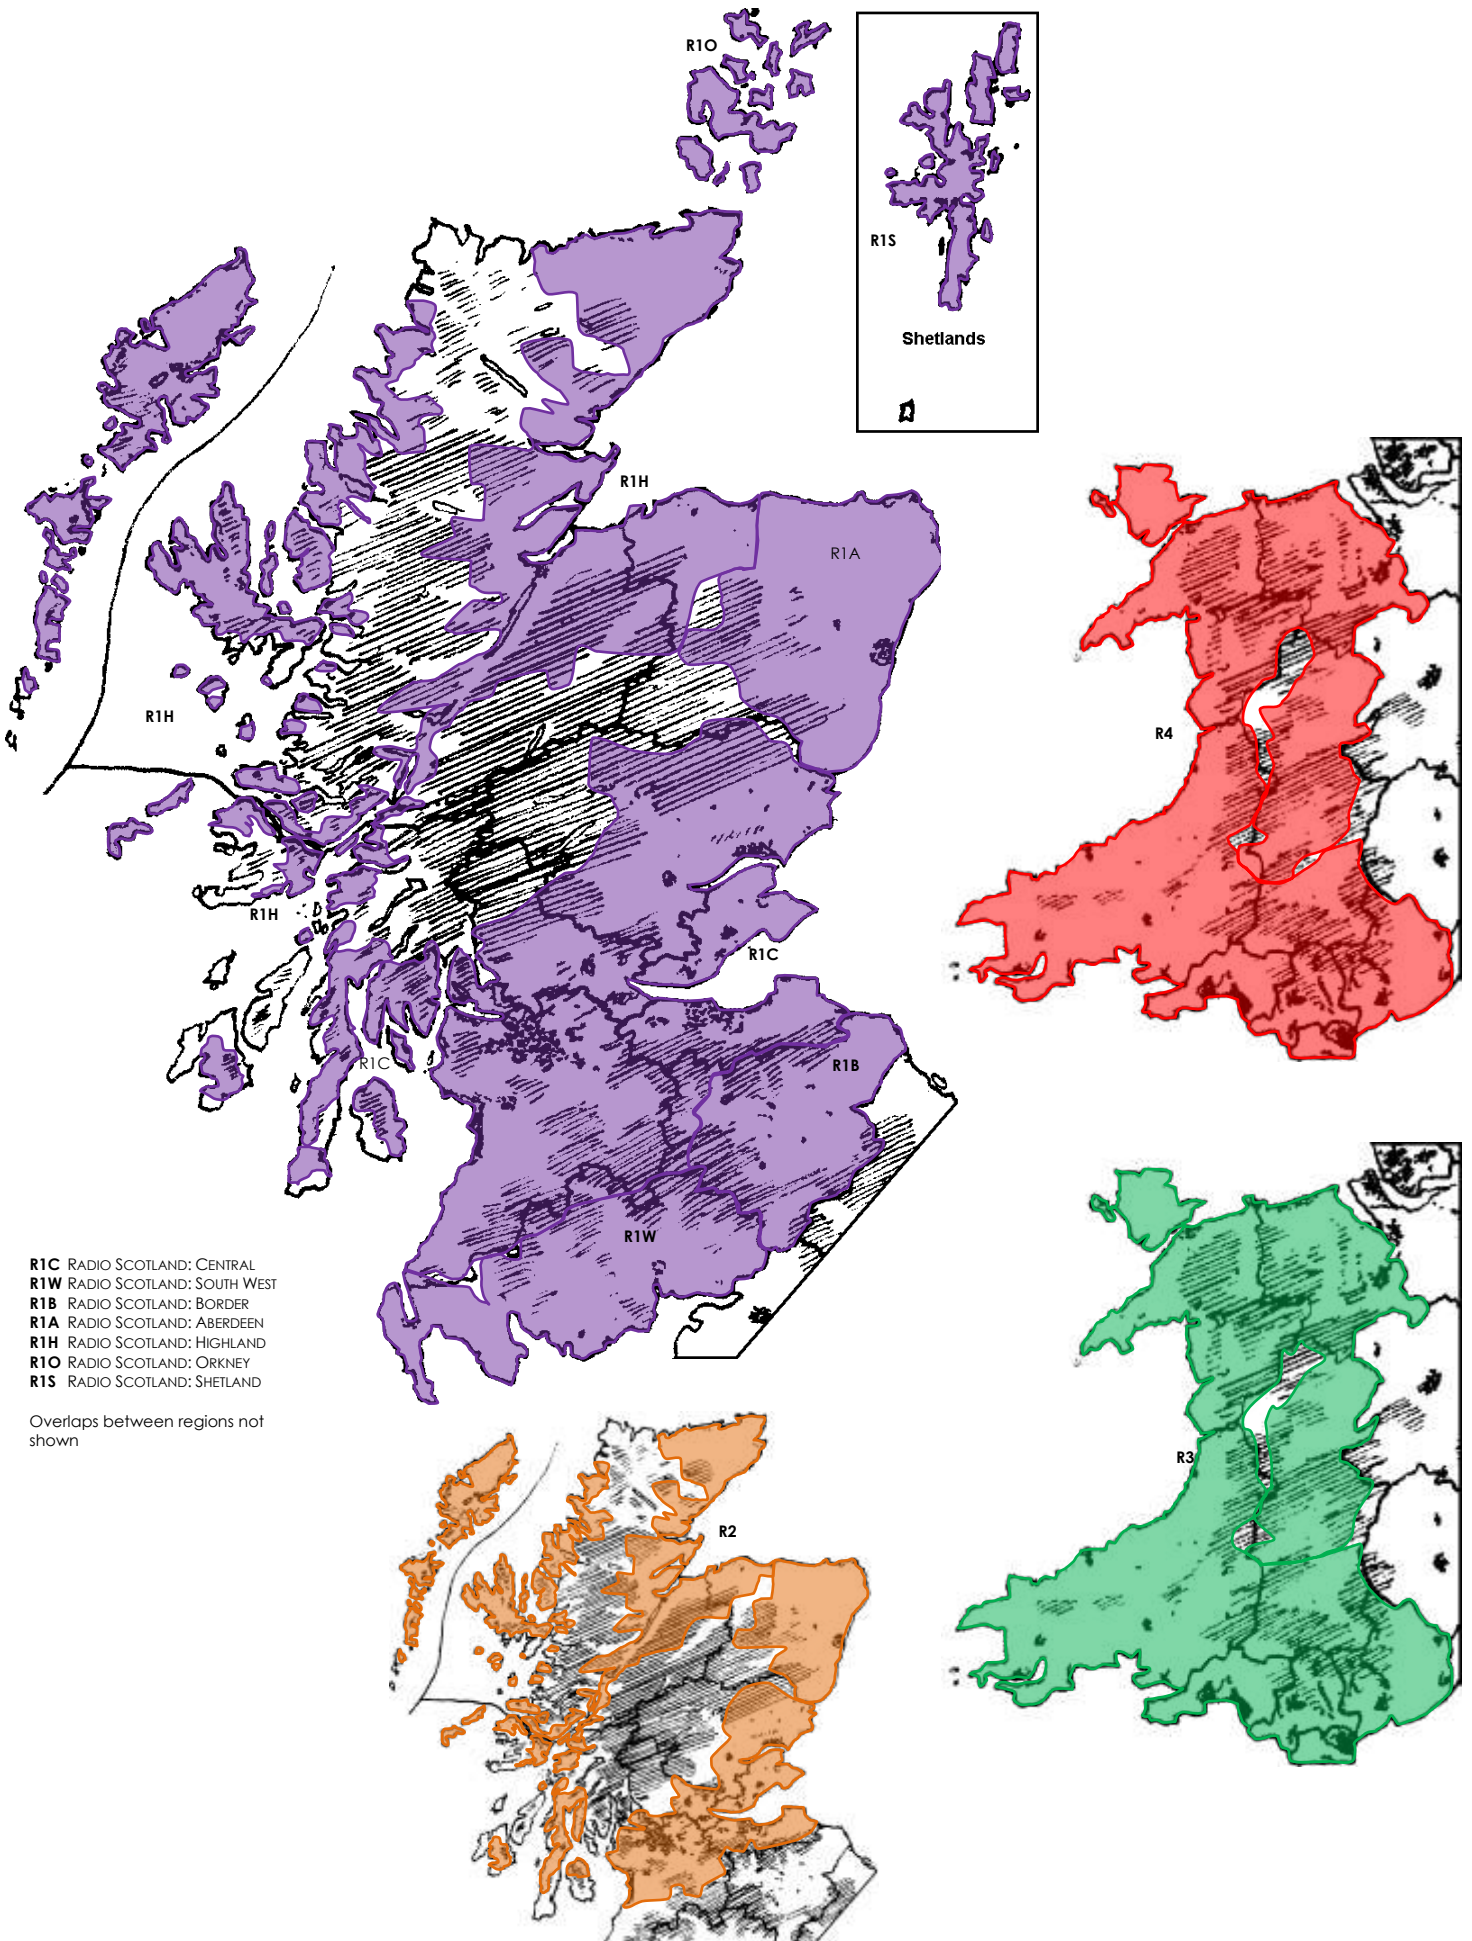 R1O
R1S
Shetlands
R1H
R1A
R1H
R4
R1H
R1C
R1C
R1B
R1W
R1C RADIO SCOTLAND: CENTRAL
R1W RADIO SCOTLAND: SOUTH WEST
R1B RADIO SCOTLAND: BORDER
R1A RADIO SCOTLAND: ABERDEEN
R1H RADIO SCOTLAND: HIGHLAND
R1O RADIO SCOTLAND: ORKNEY
R1S RADIO SCOTLAND: SHETLAND
Overlaps between regions not
shown
R3
R2